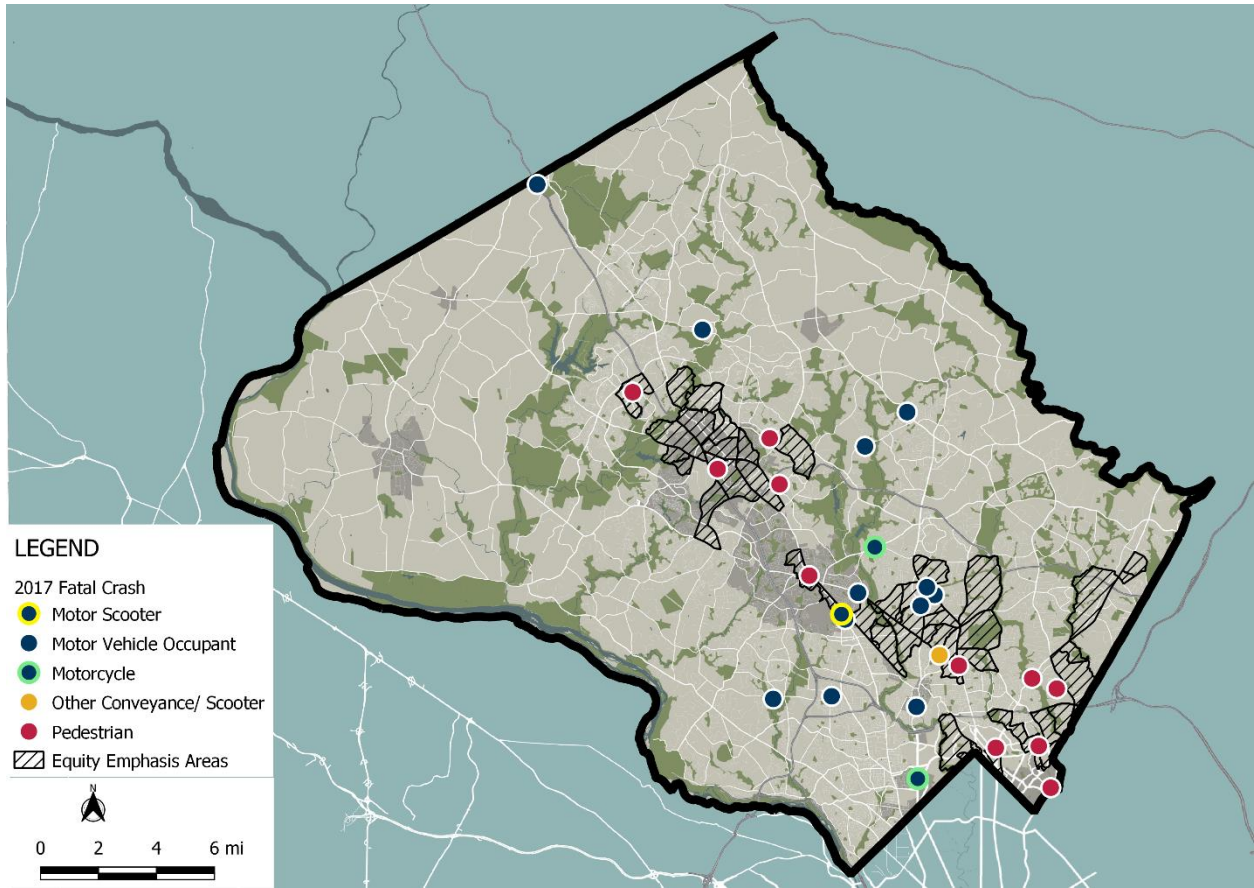 LEGEND
2017 Fatal Crash
Motor Scooter
Motor Vehicle Occupant
Motorcycle
Other Conveyance/ Scooter
Pedestrian
Equity Emphasis Areas
N
0 2 4 6 mi